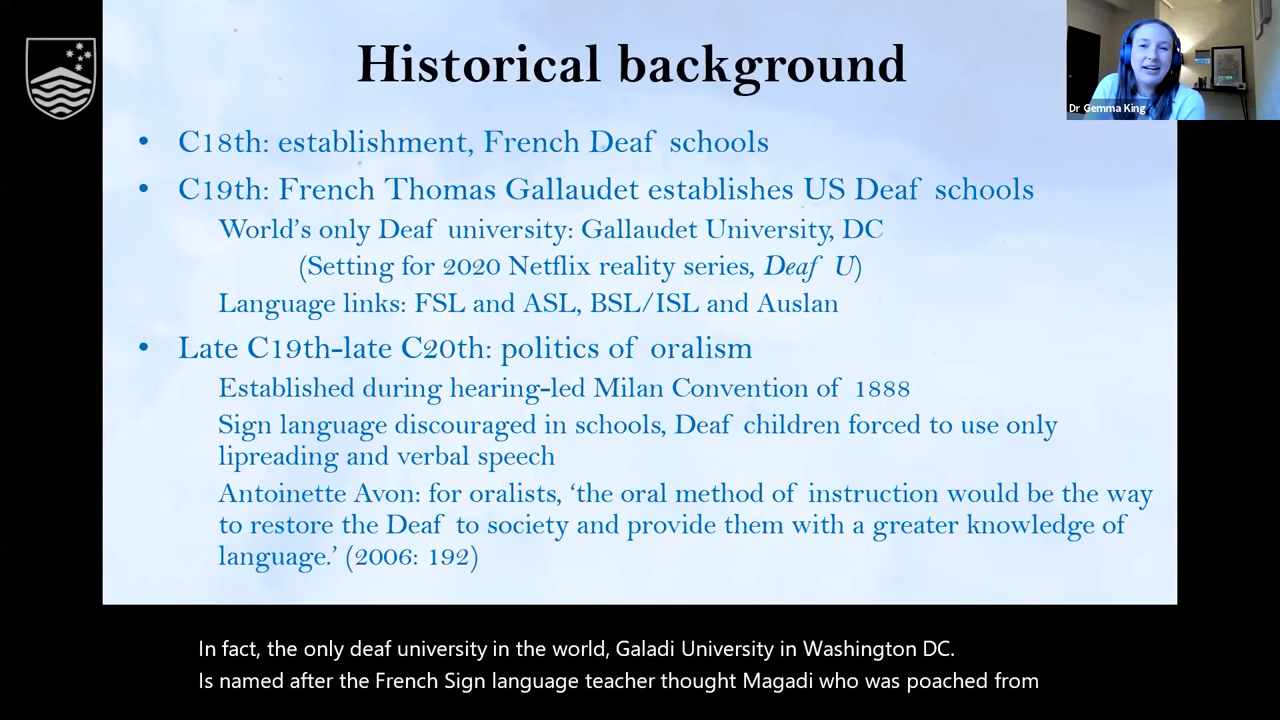 Historical background
Dr Gemma King
• C18th: establishment, French Deaf schools
• C19th: French Thomas Gallaudet establishes US Deaf schools
World's only Deaf university: Gallaudet University, DC
(Setting for 2020 Netflix reality series, Deaf U)
Language links: FSL and ASL, BSL/ISL and Auslan
• Late C19th-late C20th: politics of oralism
Established during hearing-led Milan Convention of 1888
Sign language discouraged in schools, Deaf children forced to use only
lipreading and verbal speech
Antoinette Avon: for oralists, ‘the oral method of instruction would be the way
to restore the Deaf to society and provide them with a greater knowledge of
language.’ (2006: 192)
In fact, the only deaf university in the world, Galadi University in Washington DC.
Is named after the French Sign language teacher thought Magadi who was poached from